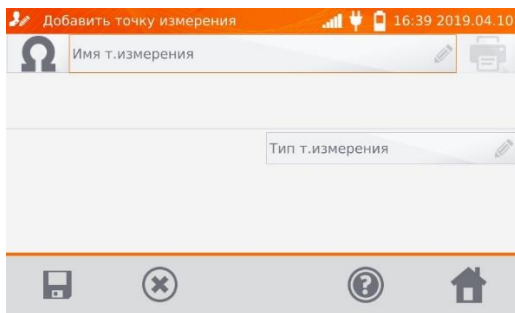 Добавить точку измерения 16:39 2019.04.10
Имя т.измерения
Тип т.измерения